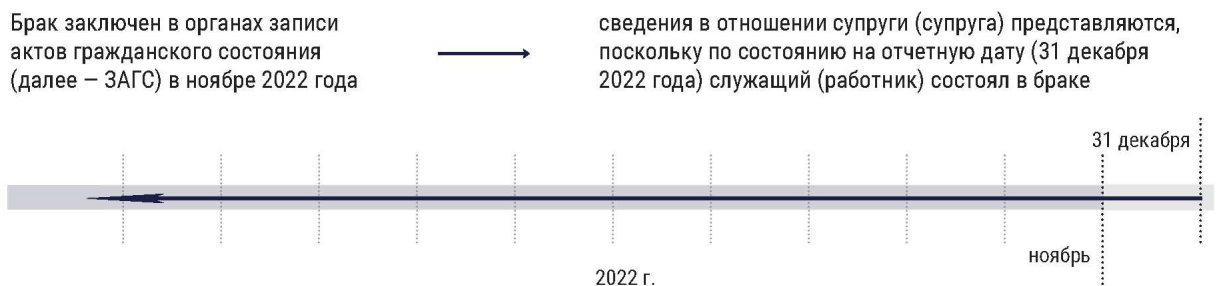 Брак заключен в органах записи
актов гражданского состояния
(далее — ЗАГС) в ноябре 2022 года
сведения в отношении супруги (супруга) представляются,
поскольку по состоянию на отчетную дату (31 декабря
2022 года) служащий (работник) состоял в браке
31 декабря
ноябрь
2022 г.